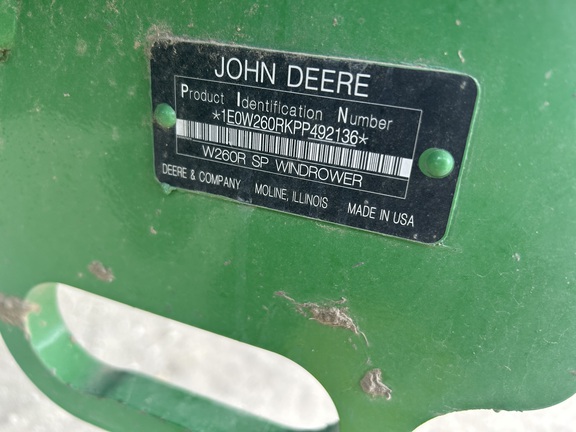 JOHN DEERE
Product Identification Number
*1E0W260RKPP492136*
W260R SP WINDROWER
DEERE & COMPANY MOLINE, ILLINOIS MADE IN USA